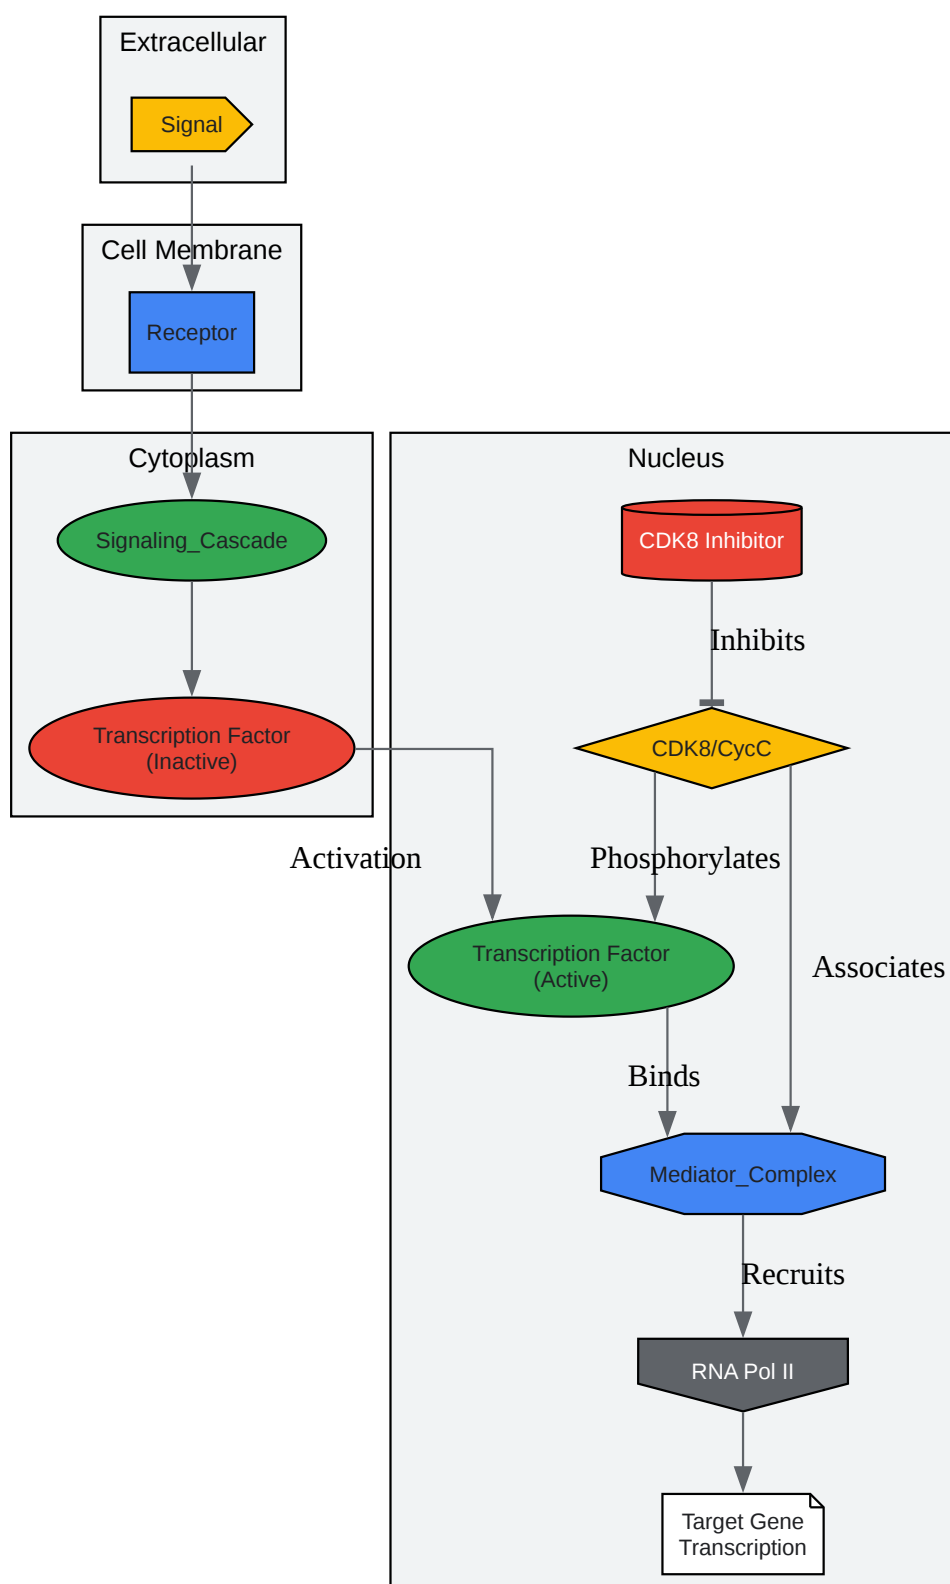 Extracellular
Signal
Cell Membrane
Receptor
Cytoplasm
Nucleus
Signaling_Cascade
CDK8 Inhibitor
Inhibits
Transcription Factor
(Inactive)
CDK8/CycC
Activation
Phosphorylates
Transcription Factor
(Active)
Associates
Binds
Mediator_Complex
Recruits
RNA Pol II
Target Gene
Transcription